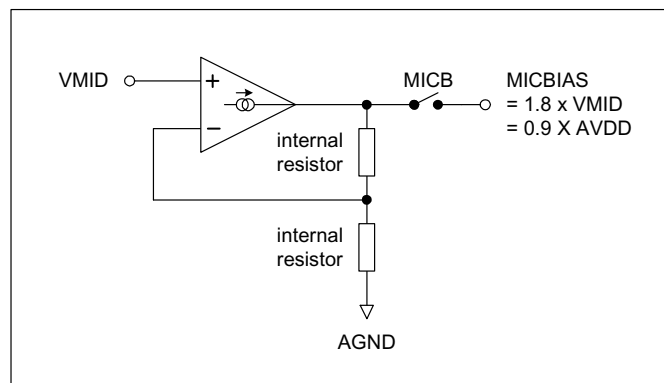 VMID
+
−
MICB
MICBIAS
= 1.8 x VMID
= 0.9 X AVDD
internal
resistor
internal
resistor
AGND